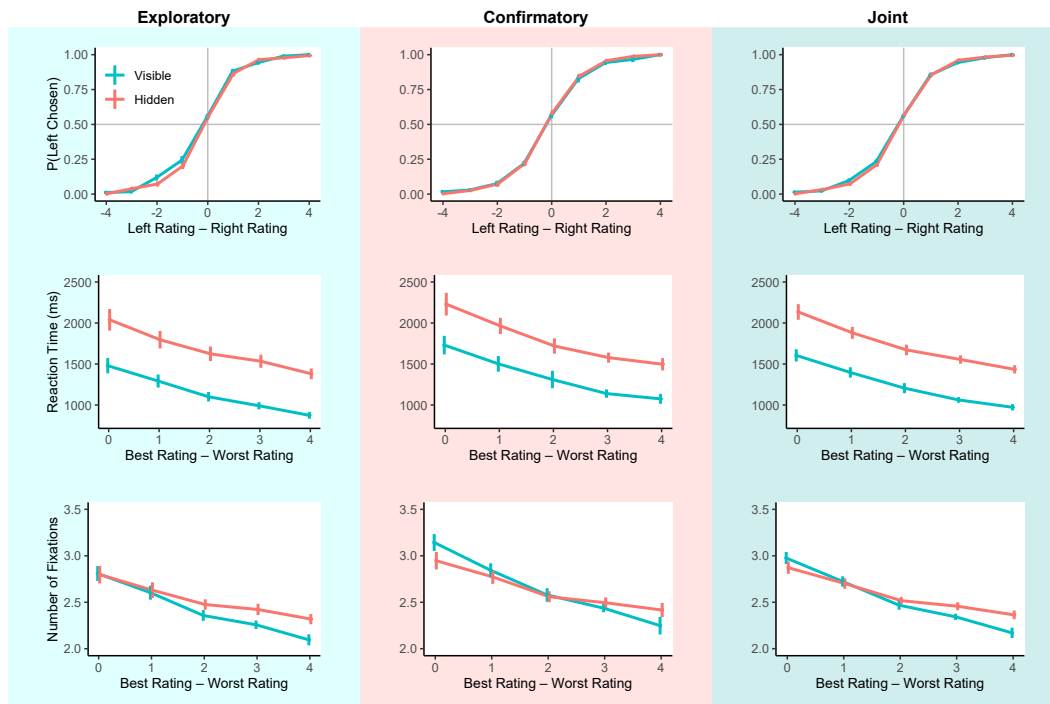 Exploratory Confirmatory Joint
P(Left Chosen)
1.00 1.00 1.00
Visible
0.75 0.75 0.75
Hidden
0.50 0.50 0.50
0.25 0.25 0.25
0.00 0.00 0.00
-4 -2 0 2 4 -4 -2 0 2 4 -4 -2 0 2 4
Left Rating – Right Rating Left Rating – Right Rating Left Rating – Right Rating
Reaction Time (ms)
2500 2500 2500
2000 2000 2000
1500 1500 1500
1000 1000 1000
0 1 2 3 4 0 1 2 3 4 0 1 2 3 4
Best Rating – Worst Rating Best Rating – Worst Rating Best Rating – Worst Rating
Number of Fixations
3.5 3.5 3.5
3.0 3.0 3.0
2.5 2.5 2.5
2.0 2.0 2.0
0 1 2 3 4 0 1 2 3 4 0 1 2 3 4
Best Rating – Worst Rating Best Rating – Worst Rating Best Rating – Worst Rating